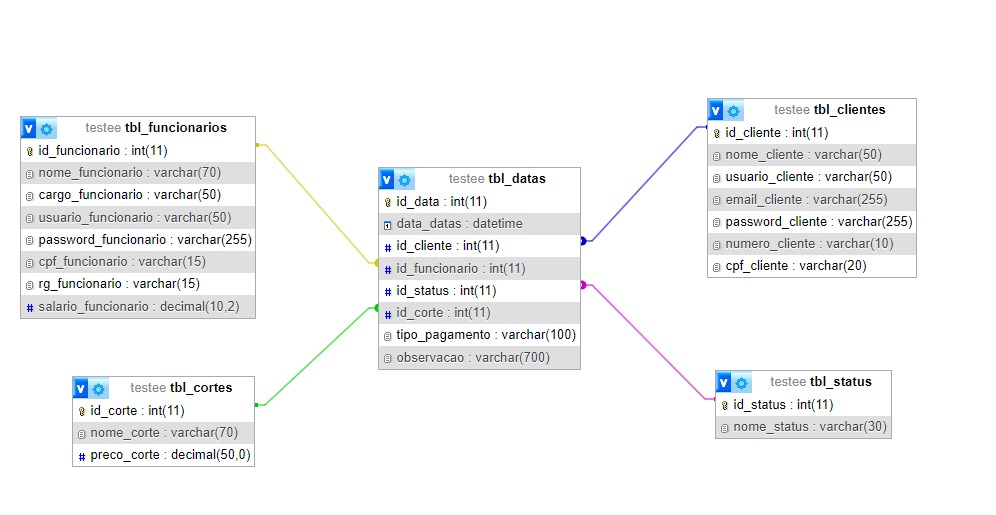 testee tbl_funcionarios
id_funcionario : int(11)
nome_funcionario : varchar(70)
cargo_funcionario : varchar(50)
usuario_funcionario : varchar(50)
password_funcionario : varchar(255)
cpf_funcionario : varchar(15)
rg_funcionario : varchar(15)
# salario_funcionario : decimal(10,2)
testee tbl_cortes
id_corte : int(11)
nome_corte : varchar(70)
# preco_corte : decimal(50,0)
testee tbl_datas
id_data : int(11)
data_datas : datetime
# id_cliente : int(11)
# id_funcionario : int(11)
# id_status : int(11)
# id_corte : int(11)
tipo_pagamento : varchar(100)
observacao : varchar(700)
testee tbl_clientes
id_cliente : int(11)
nome_cliente : varchar(50)
usuario_cliente : varchar(50)
email_cliente : varchar(255)
password_cliente : varchar(255)
numero_cliente : varchar(10)
cpf_cliente : varchar(20)
testee tbl_status
id_status : int(11)
nome_status : varchar(30)